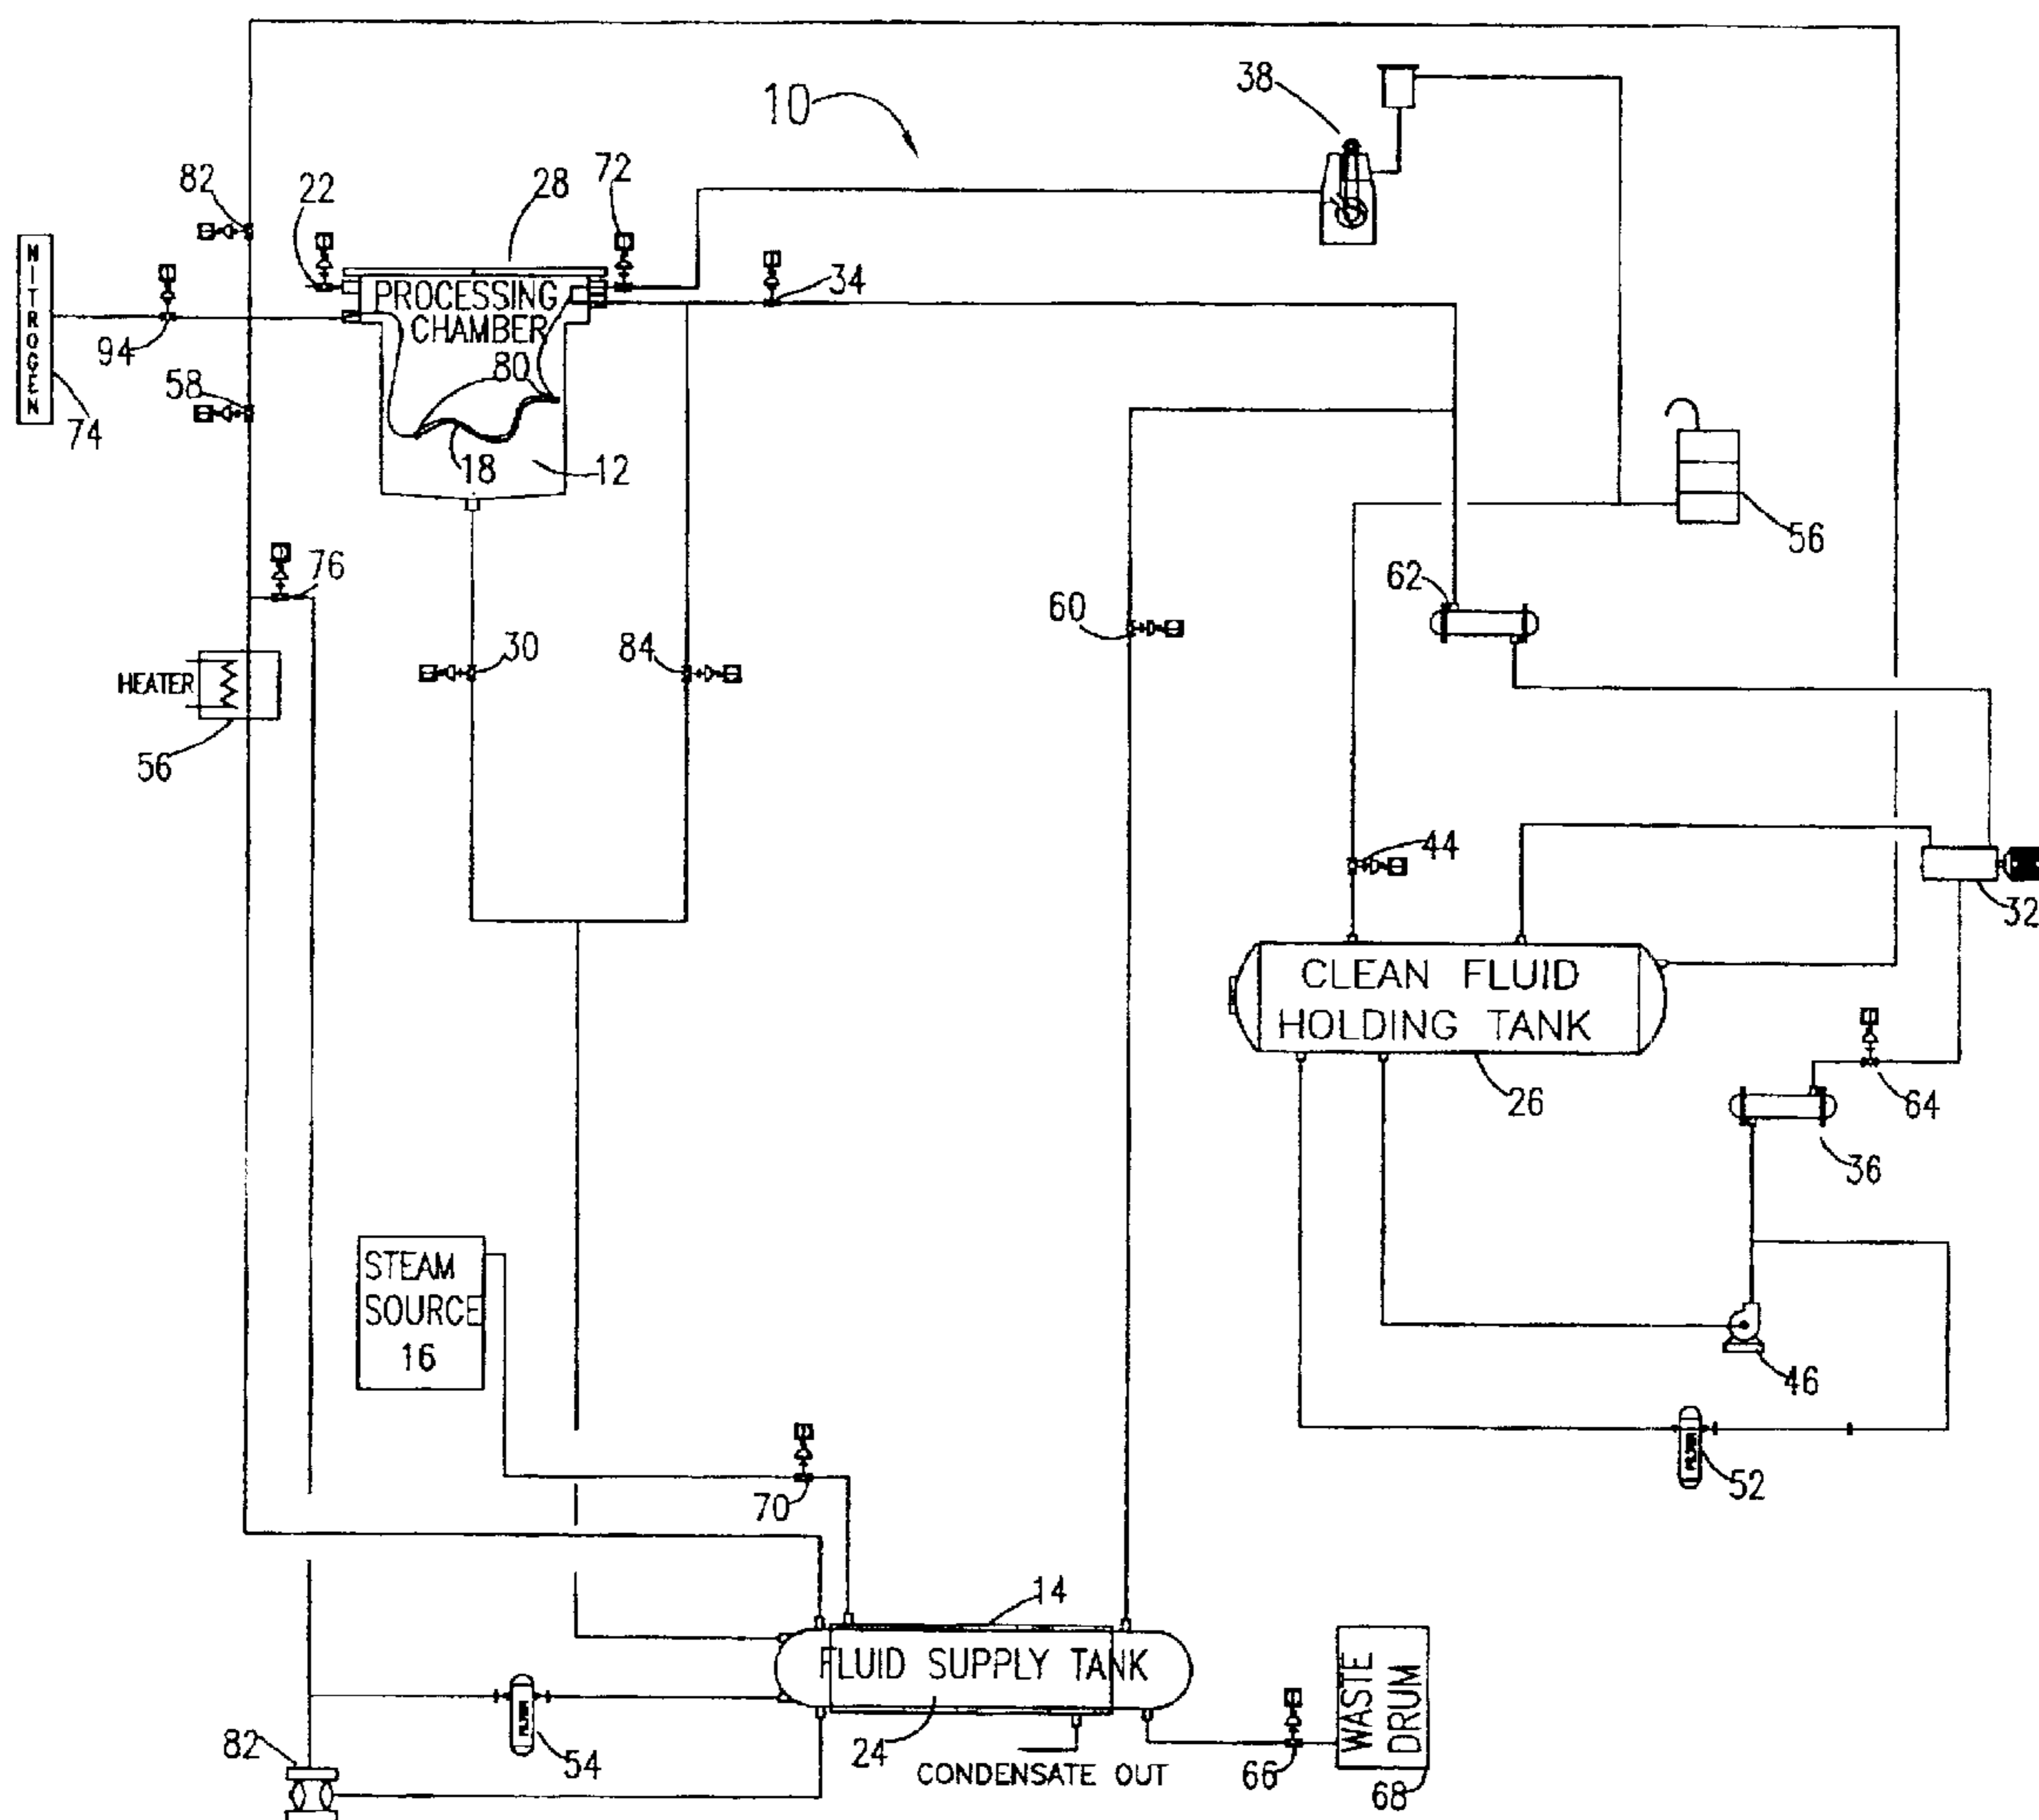 10
38
82
22
28
72
NITROGEN
PROCESSING
CHAMBER
34
94
58
74
80
18
12
56
76
62
60
30
84
HEATER
56
44
32
CLEAN FLUID
HOLDING TANK
26
64
36
STEAM
SOURCE
16
46
52
70
14
FLUID SUPPLY TANK
24
WASTE
DRUM
68
82
54
CONDENSATE OUT
66
FILTER
FILTER